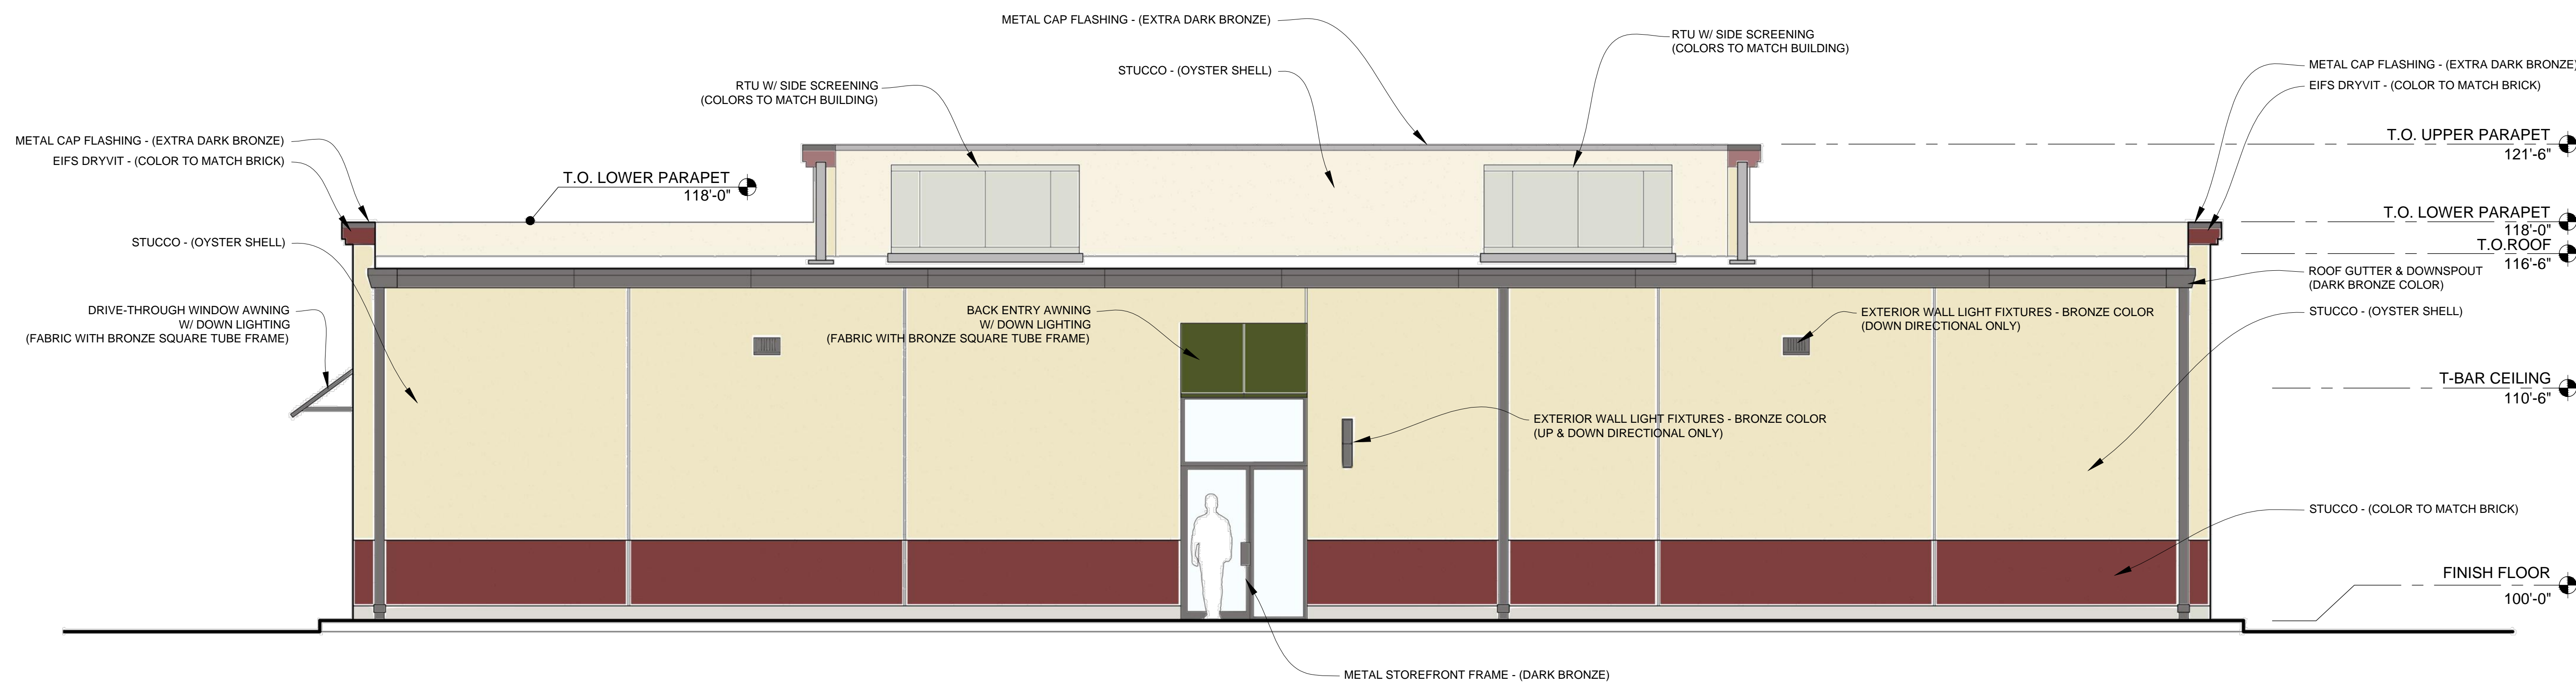 METAL CAP FLASHING - (EXTRA DARK BRONZE)
RTU W/ SIDE SCREENING
(COLORS TO MATCH BUILDING)
STUCCO - (OYSTER SHELL)
METAL CAP FLASHING - (EXTRA DARK BRONZE)
EIFS DRYVIT - (COLOR TO MATCH BRICK)
RTU W/ SIDE SCREENING
(COLORS TO MATCH BUILDING)
METAL CAP FLASHING - (EXTRA DARK BRONZE)
EIFS DRYVIT - (COLOR TO MATCH BRICK)
T.O. UPPER PARAPET
121'-6"
T.O. LOWER PARAPET
118'-0"
T.O. LOWER PARAPET
118'-0"
STUCCO - (OYSTER SHELL)
T.O.ROOF
116'-6"
ROOF GUTTER & DOWNSPOUT
(DARK BRONZE COLOR)
DRIVE-THROUGH WINDOW AWNING
W/ DOWN LIGHTING
(FABRIC WITH BRONZE SQUARE TUBE FRAME)
BACK ENTRY AWNING
W/ DOWN LIGHTING
(FABRIC WITH BRONZE SQUARE TUBE FRAME)
EXTERIOR WALL LIGHT FIXTURES - BRONZE COLOR
(DOWN DIRECTIONAL ONLY)
STUCCO - (OYSTER SHELL)
T-BAR CEILING
110'-6"
EXTERIOR WALL LIGHT FIXTURES - BRONZE COLOR
(UP & DOWN DIRECTIONAL ONLY)
STUCCO - (COLOR TO MATCH BRICK)
FINISH FLOOR
100'-0"
METAL STOREFRONT FRAME - (DARK BRONZE)